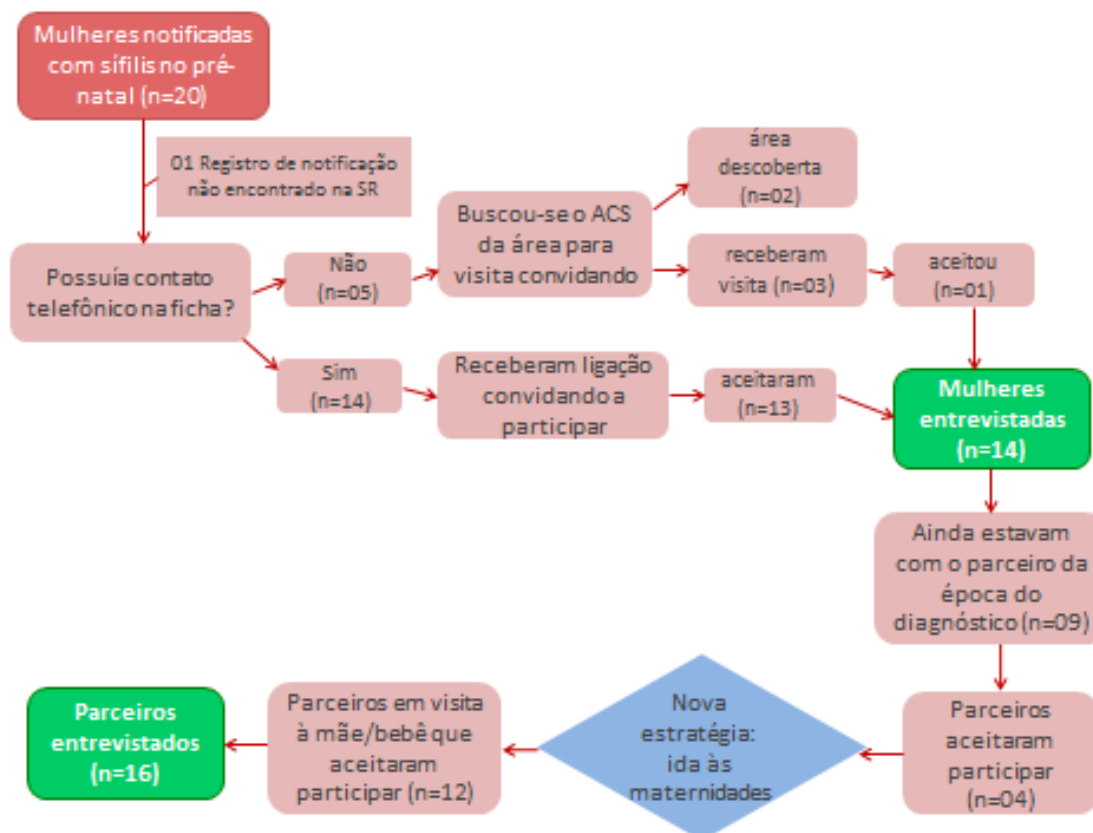 Mulheres notificadas
com sífilis no pré-
natal (n=20)
01 Registro de notificação
não encontrado na SR
área
descoberta
(n=02)
Buscou-se o ACS
da área para
visita convidando
Possuía contato
telefônico na ficha?
Não
(n=05)
receberam
visita (n=03)
aceitou
(n=01)
Sim
(n=14)
Receberam ligação
convidando a
participar
aceitaram
(n=13)
Mulheres
entrevistadas
(n=14)
Ainda estavam
com o parceiro da
época do
diagnóstico (n=09)
Parceiros
aceitaram
participar
(n=04)
Nova
estratégia:
ida às
maternidades
Parceiros em visita
à mãe/bebê que
aceitaram
participar (n=12)
Parceiros
entrevistados
(n=16)